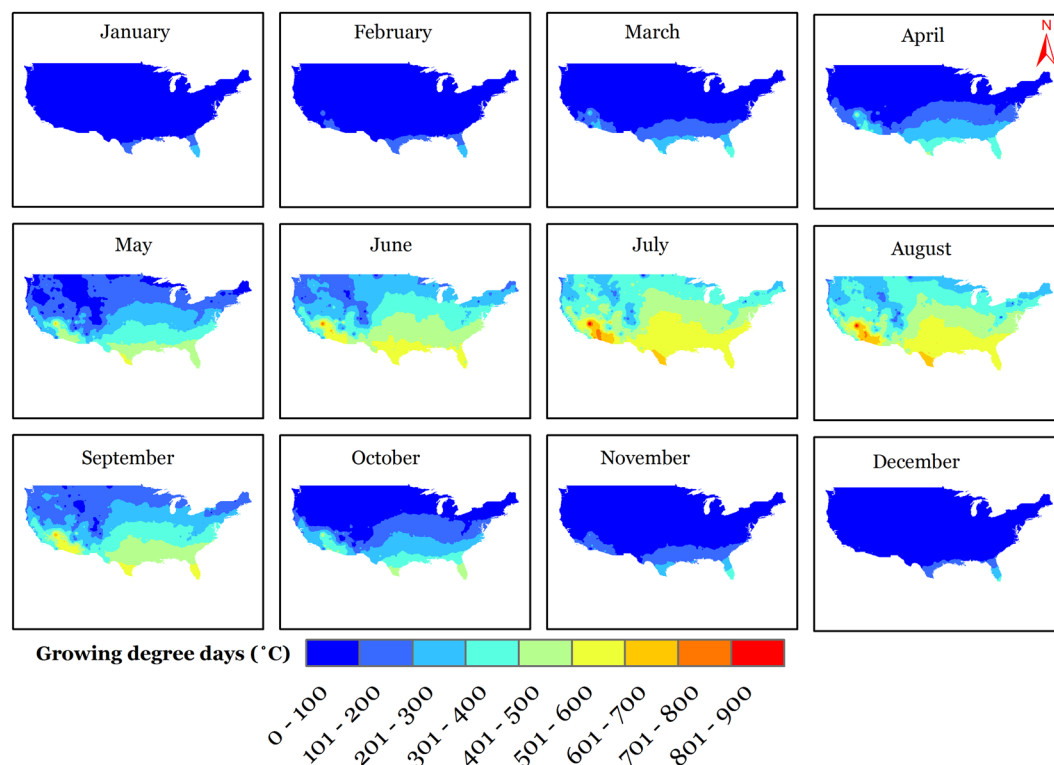 January
February
March
April
N
May
June
July
August
September
October
November
December
Growing degree days (˚C)
0 - 100
101 - 200
201 - 300
301 - 400
401 - 500
501 - 600
601 - 700
701 - 800
801 - 900